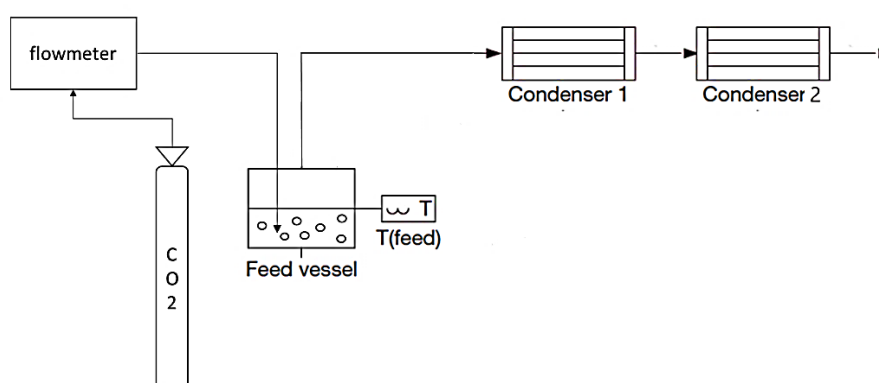 flowmeter
Condenser 1
Condenser 2
T
T(feed)
Feed vessel
C
O
2